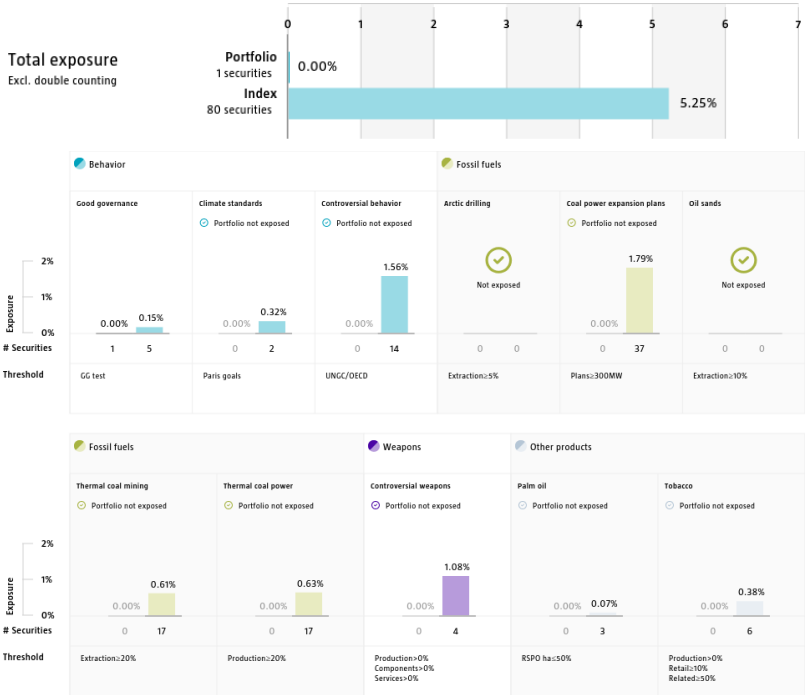 0 1 2 3 4 5 6 7
Total exposure
Excl. double counting
Portfolio
1 securities
0.00%
Index
80 securities
5.25%
Behavior
Fossil fuels
Good governance
Climate standards
Controversial behavior
Arctic drilling
Coal power expansion plans
Oil sands
Portfolio not exposed
Portfolio not exposed
Portfolio not exposed
Not exposed
Not exposed
Exposure
2%
1%
0%
0.00% 0.15%
0.00% 0.32%
0.00% 1.56%
0.00% 1.79%
# Securities
1 5 0 2 0 14 0 0 0 37 0 0
Threshold
GG test
Paris goals
UNGC/OECD
Extraction≥5%
Plans≥300MW
Extraction≥10%
Fossil fuels
Weapons
Other products
Thermal coal mining
Thermal coal power
Controversial weapons
Palm oil
Tobacco
Portfolio not exposed
Portfolio not exposed
Portfolio not exposed
Portfolio not exposed
Portfolio not exposed
Exposure
2%
1%
0%
0.00% 0.61%
0.00% 0.63%
0.00% 1.08%
0.00% 0.07%
0.00% 0.38%
# Securities
0 17 0 17 0 4 0 3 0 6
Threshold
Extraction≥20%
Production≥20%
Production>0%
Components>0%
Services>0%
RSPO ha≤50%
Production>0%
Retail≥10%
Related≥50%